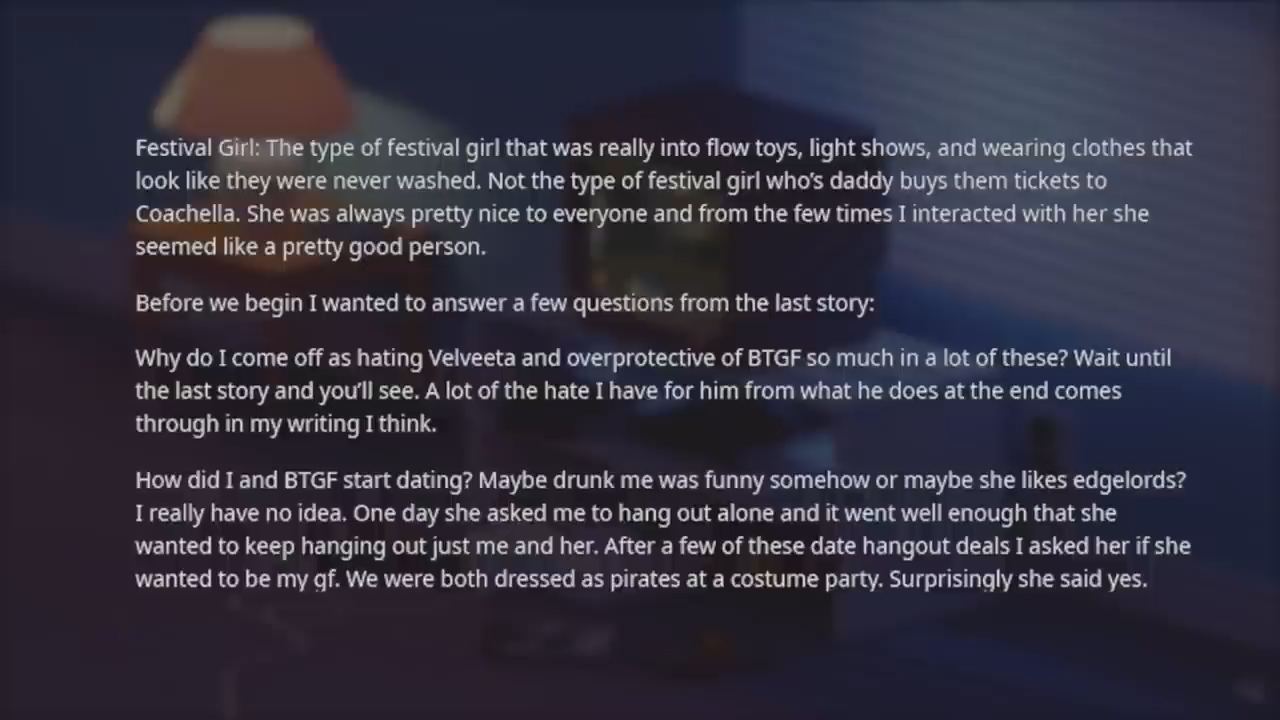 Festival Girl: The type of festival girl that was really into flow toys, light shows, and wearing clothes that
look like they were never washed. Not the type of festival girl who’s daddy buys them tickets to
Coachella. She was always pretty nice to everyone and from the few times I interacted with her she
seemed like a pretty good person.
Before we begin I wanted to answer a few questions from the last story:
Why do I come off as hating Velveeta and overprotective of BTGF so much in a lot of these? Wait until
the last story and you’ll see. A lot of the hate I have for him from what he does at the end comes
through in my writing I think.
How did I and BTGF start dating? Maybe drunk me was funny somehow or maybe she likes edgelords?
I really have no idea. One day she asked me to hang out alone and it went well enough that she
wanted to keep hanging out just me and her. After a few of these date hangout deals I asked her if she
wanted to be my gf. We were both dressed as pirates at a costume party. Surprisingly she said yes.